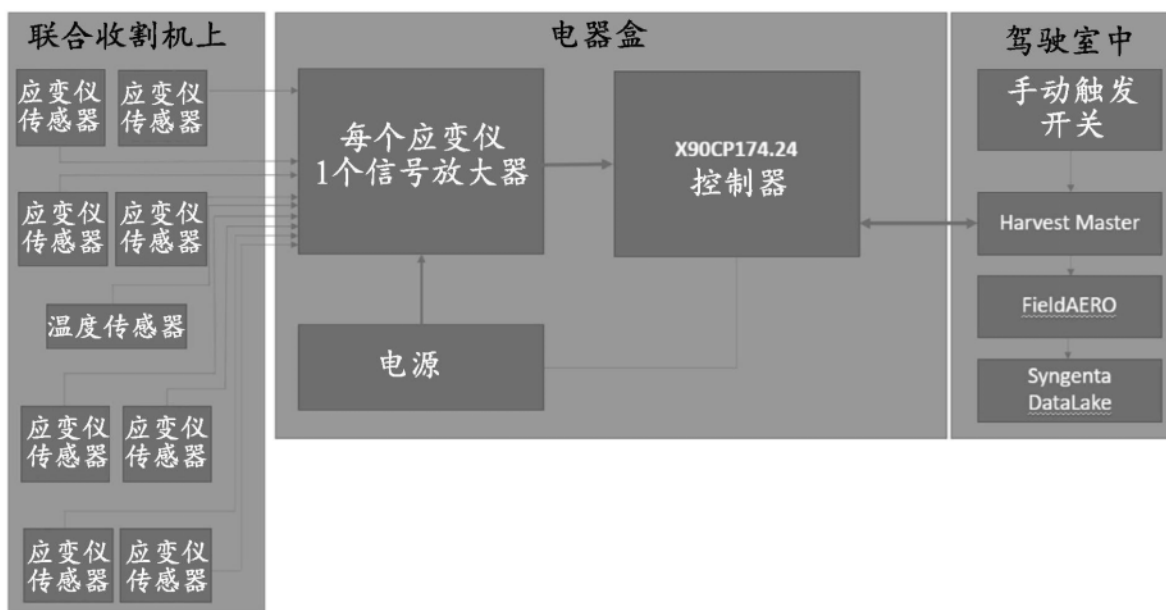 联合收割机上
应变仪
传感器
应变仪
传感器
应变仪
传感器
应变仪
传感器
温度传感器
应变仪
传感器
应变仪
传感器
应变仪
传感器
应变仪
传感器
电器盒
每个应变仪
1个信号放大器
X90CP174.24
控制器
电源
驾驶室中
手动触发
开关
Harvest Master
FieldAERO
Syngenta
DataLake